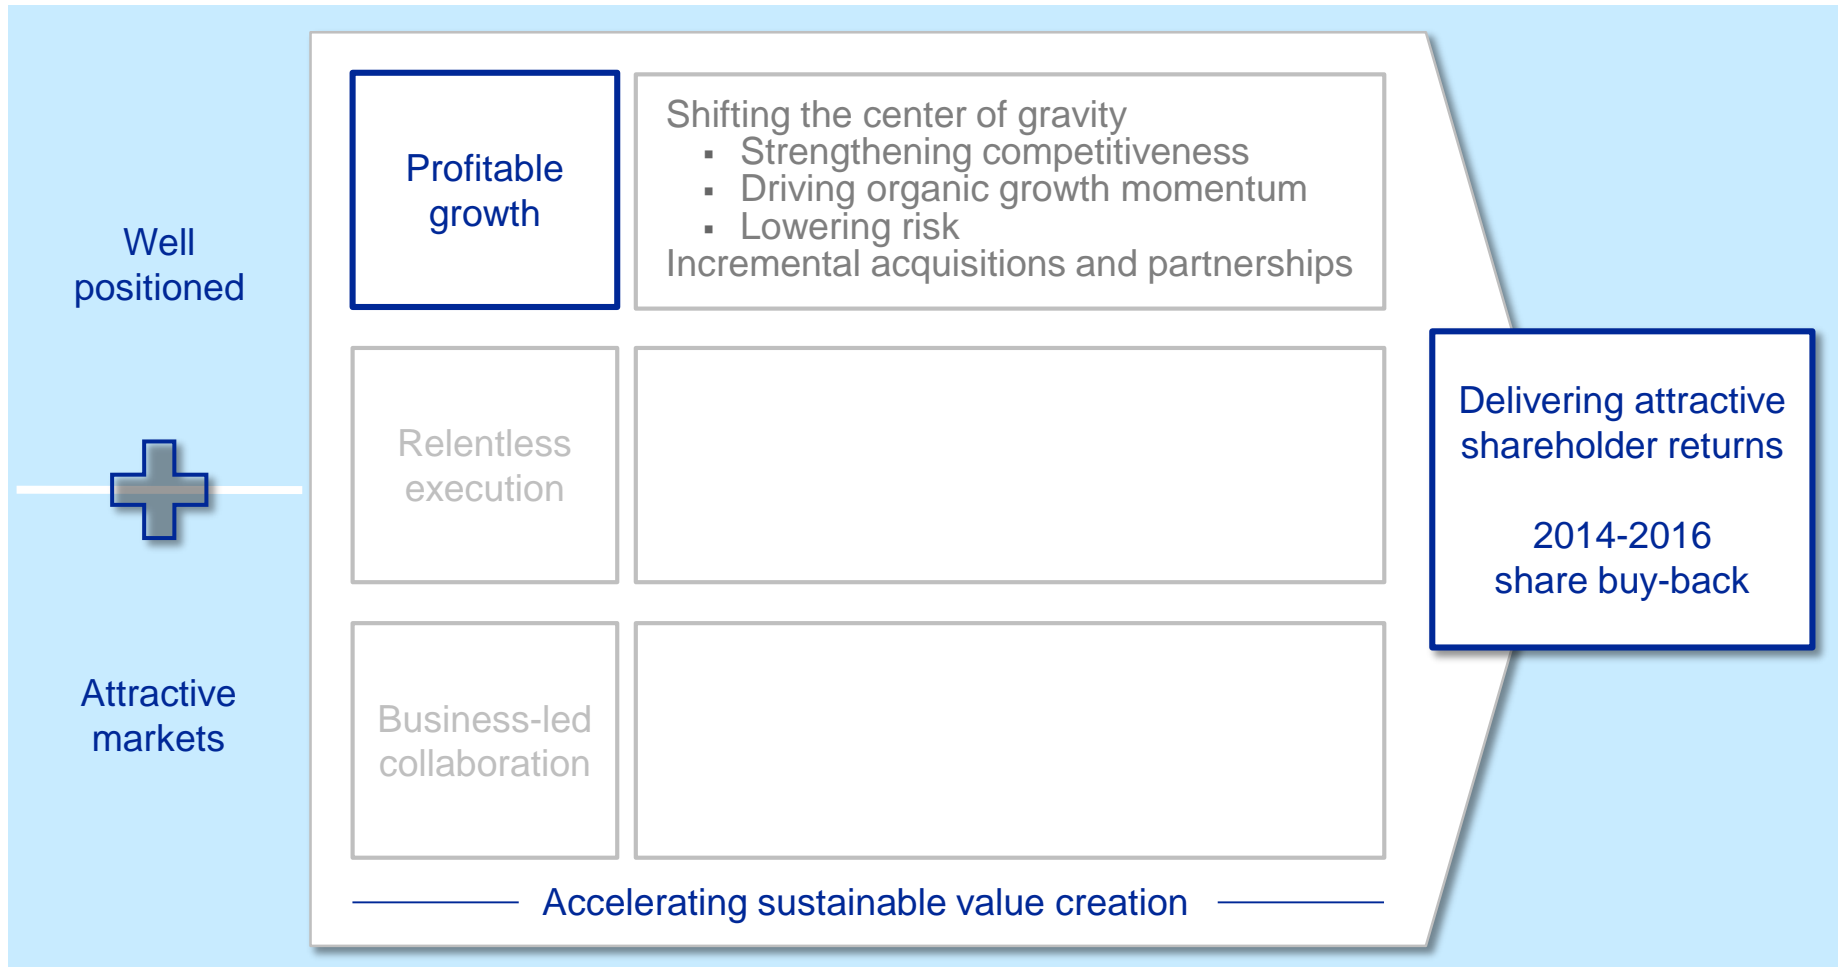 Well
positioned
Attractive
markets
Profitable
growth
Shifting the center of gravity
▪ Strengthening competitiveness
▪ Driving organic growth momentum
▪ Lowering risk
Incremental acquisitions and partnerships
Relentless
execution
Business-led
collaboration
Accelerating sustainable value creation
Delivering attractive
shareholder returns
2014-2016
share buy-back